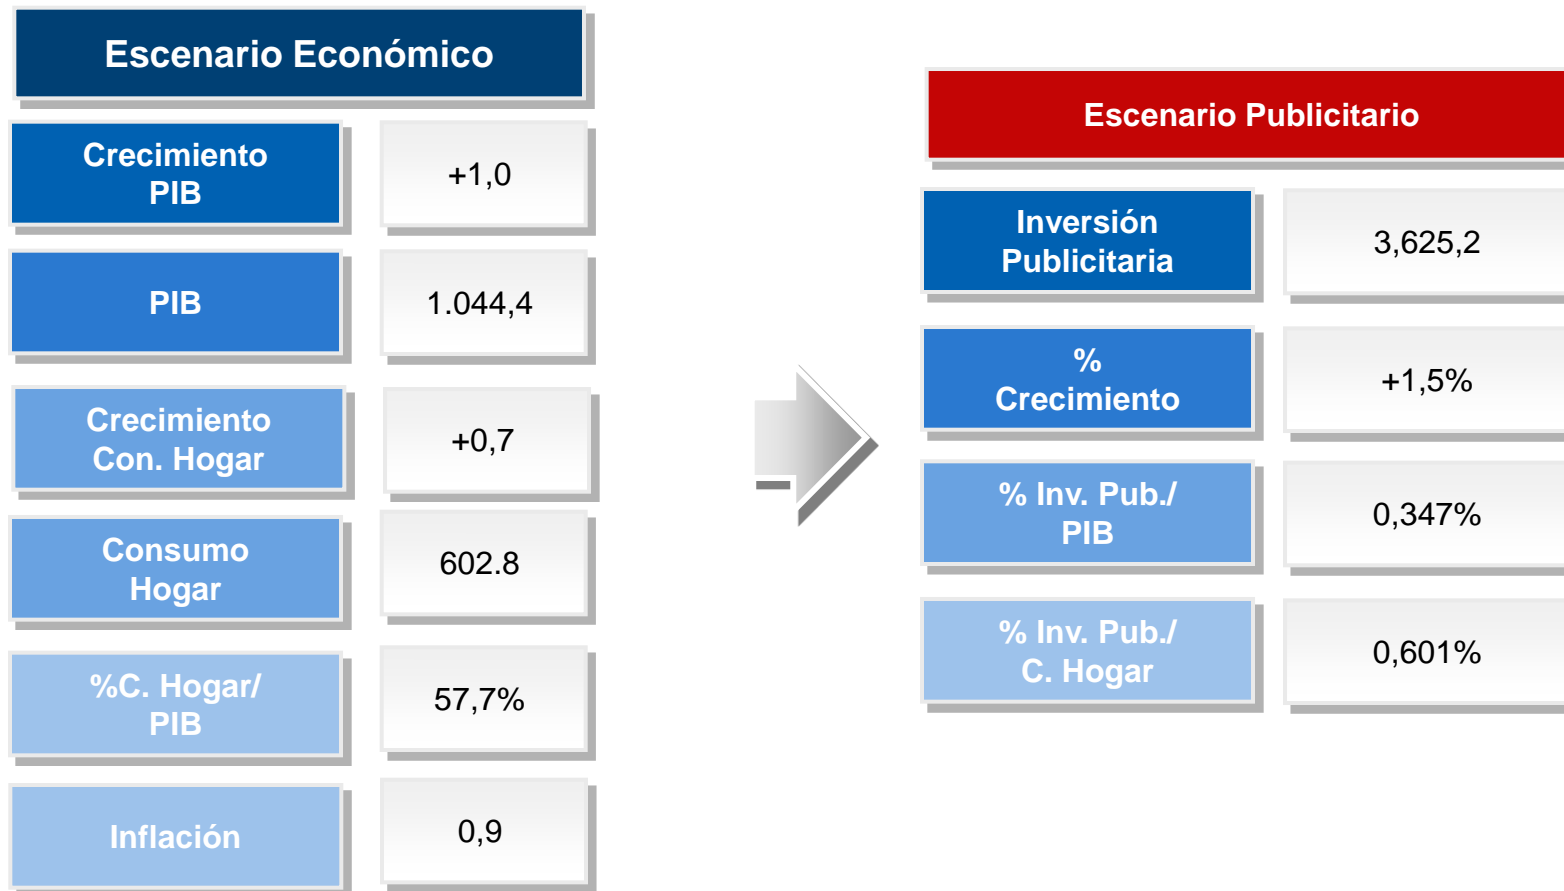 Escenario Económico
Crecimiento
PIB
+1,0
PIB
1.044,4
Crecimiento
Con. Hogar
+0,7
Consumo
Hogar
602.8
%C. Hogar/
PIB
57,7%
Inflación
0,9
Escenario Publicitario
Inversión
Publicitaria
3,625,2
%
Crecimiento
+1,5%
% Inv. Pub./
PIB
0,347%
% Inv. Pub./
C. Hogar
0,601%